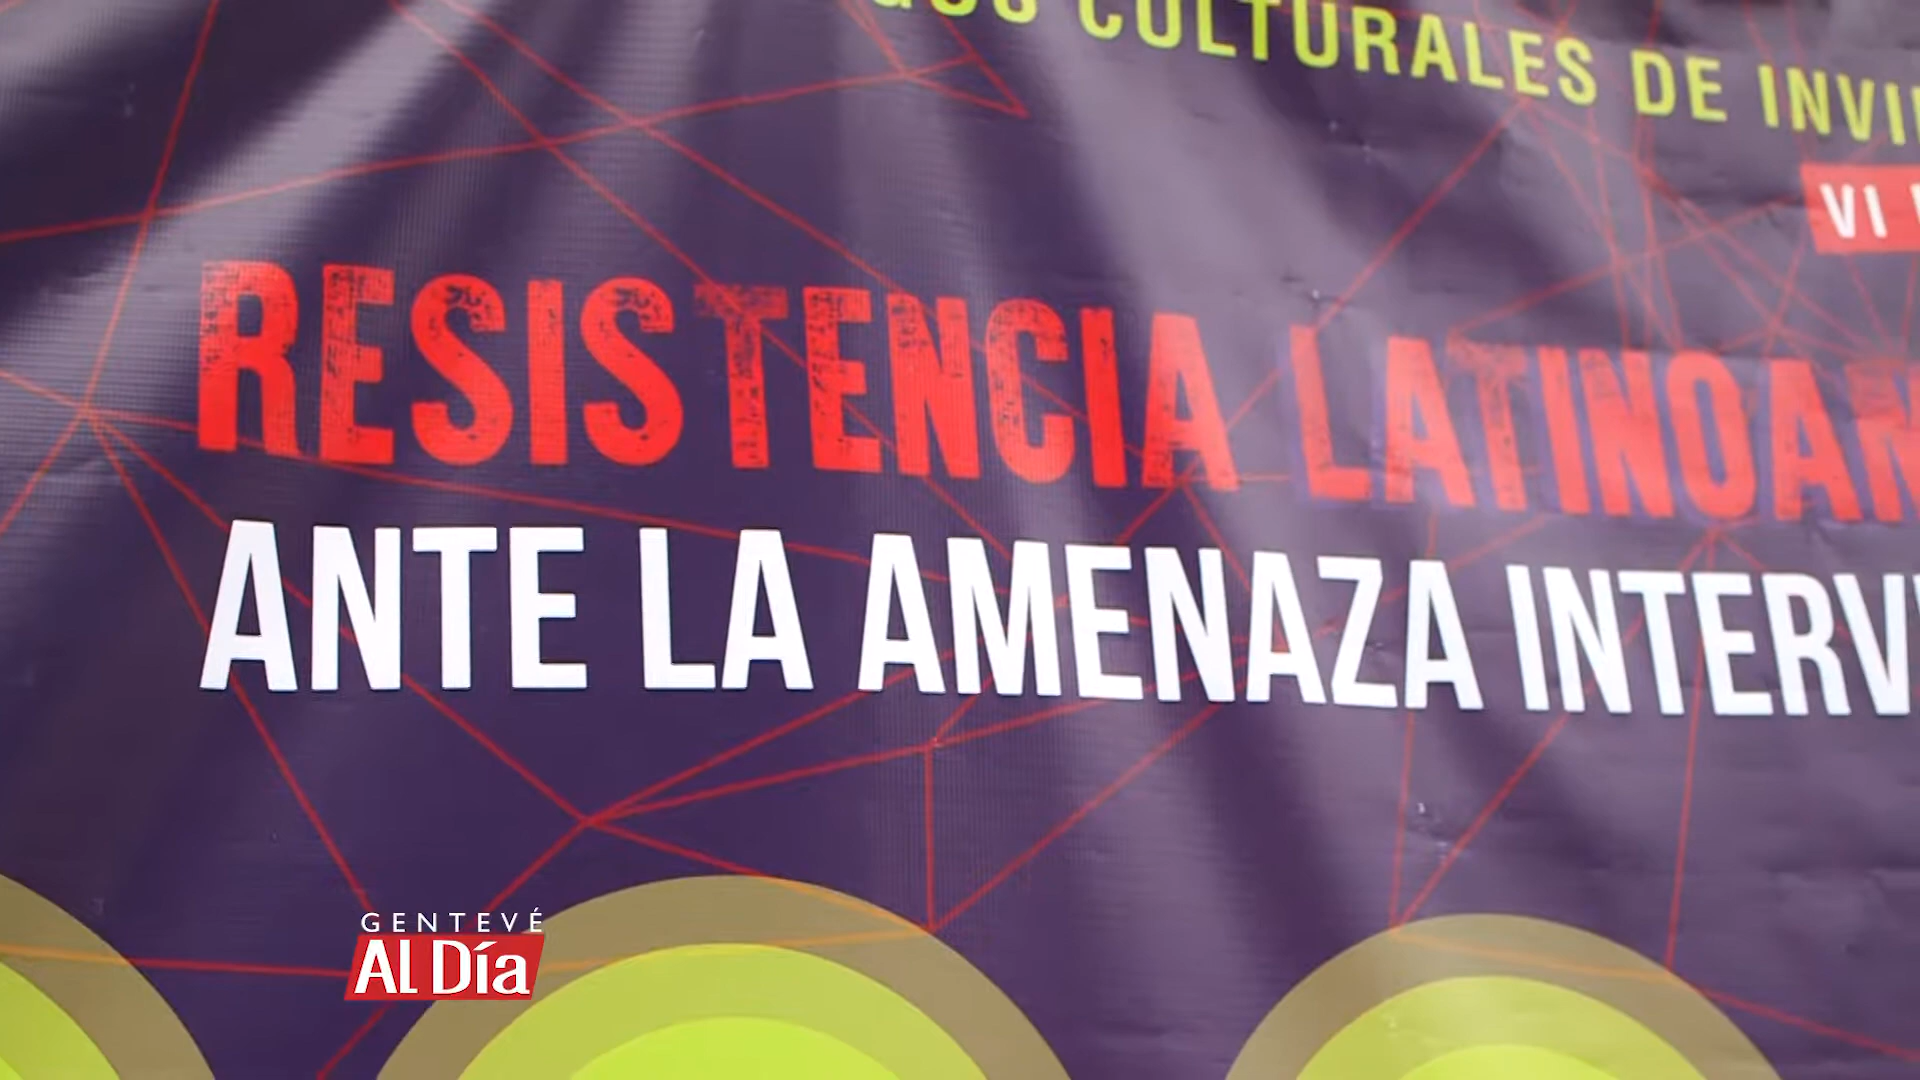 CULTURALES DE
VI
RESISTENCIA
ANTE LA AMENAZA
GENTEVÉ
AL Día